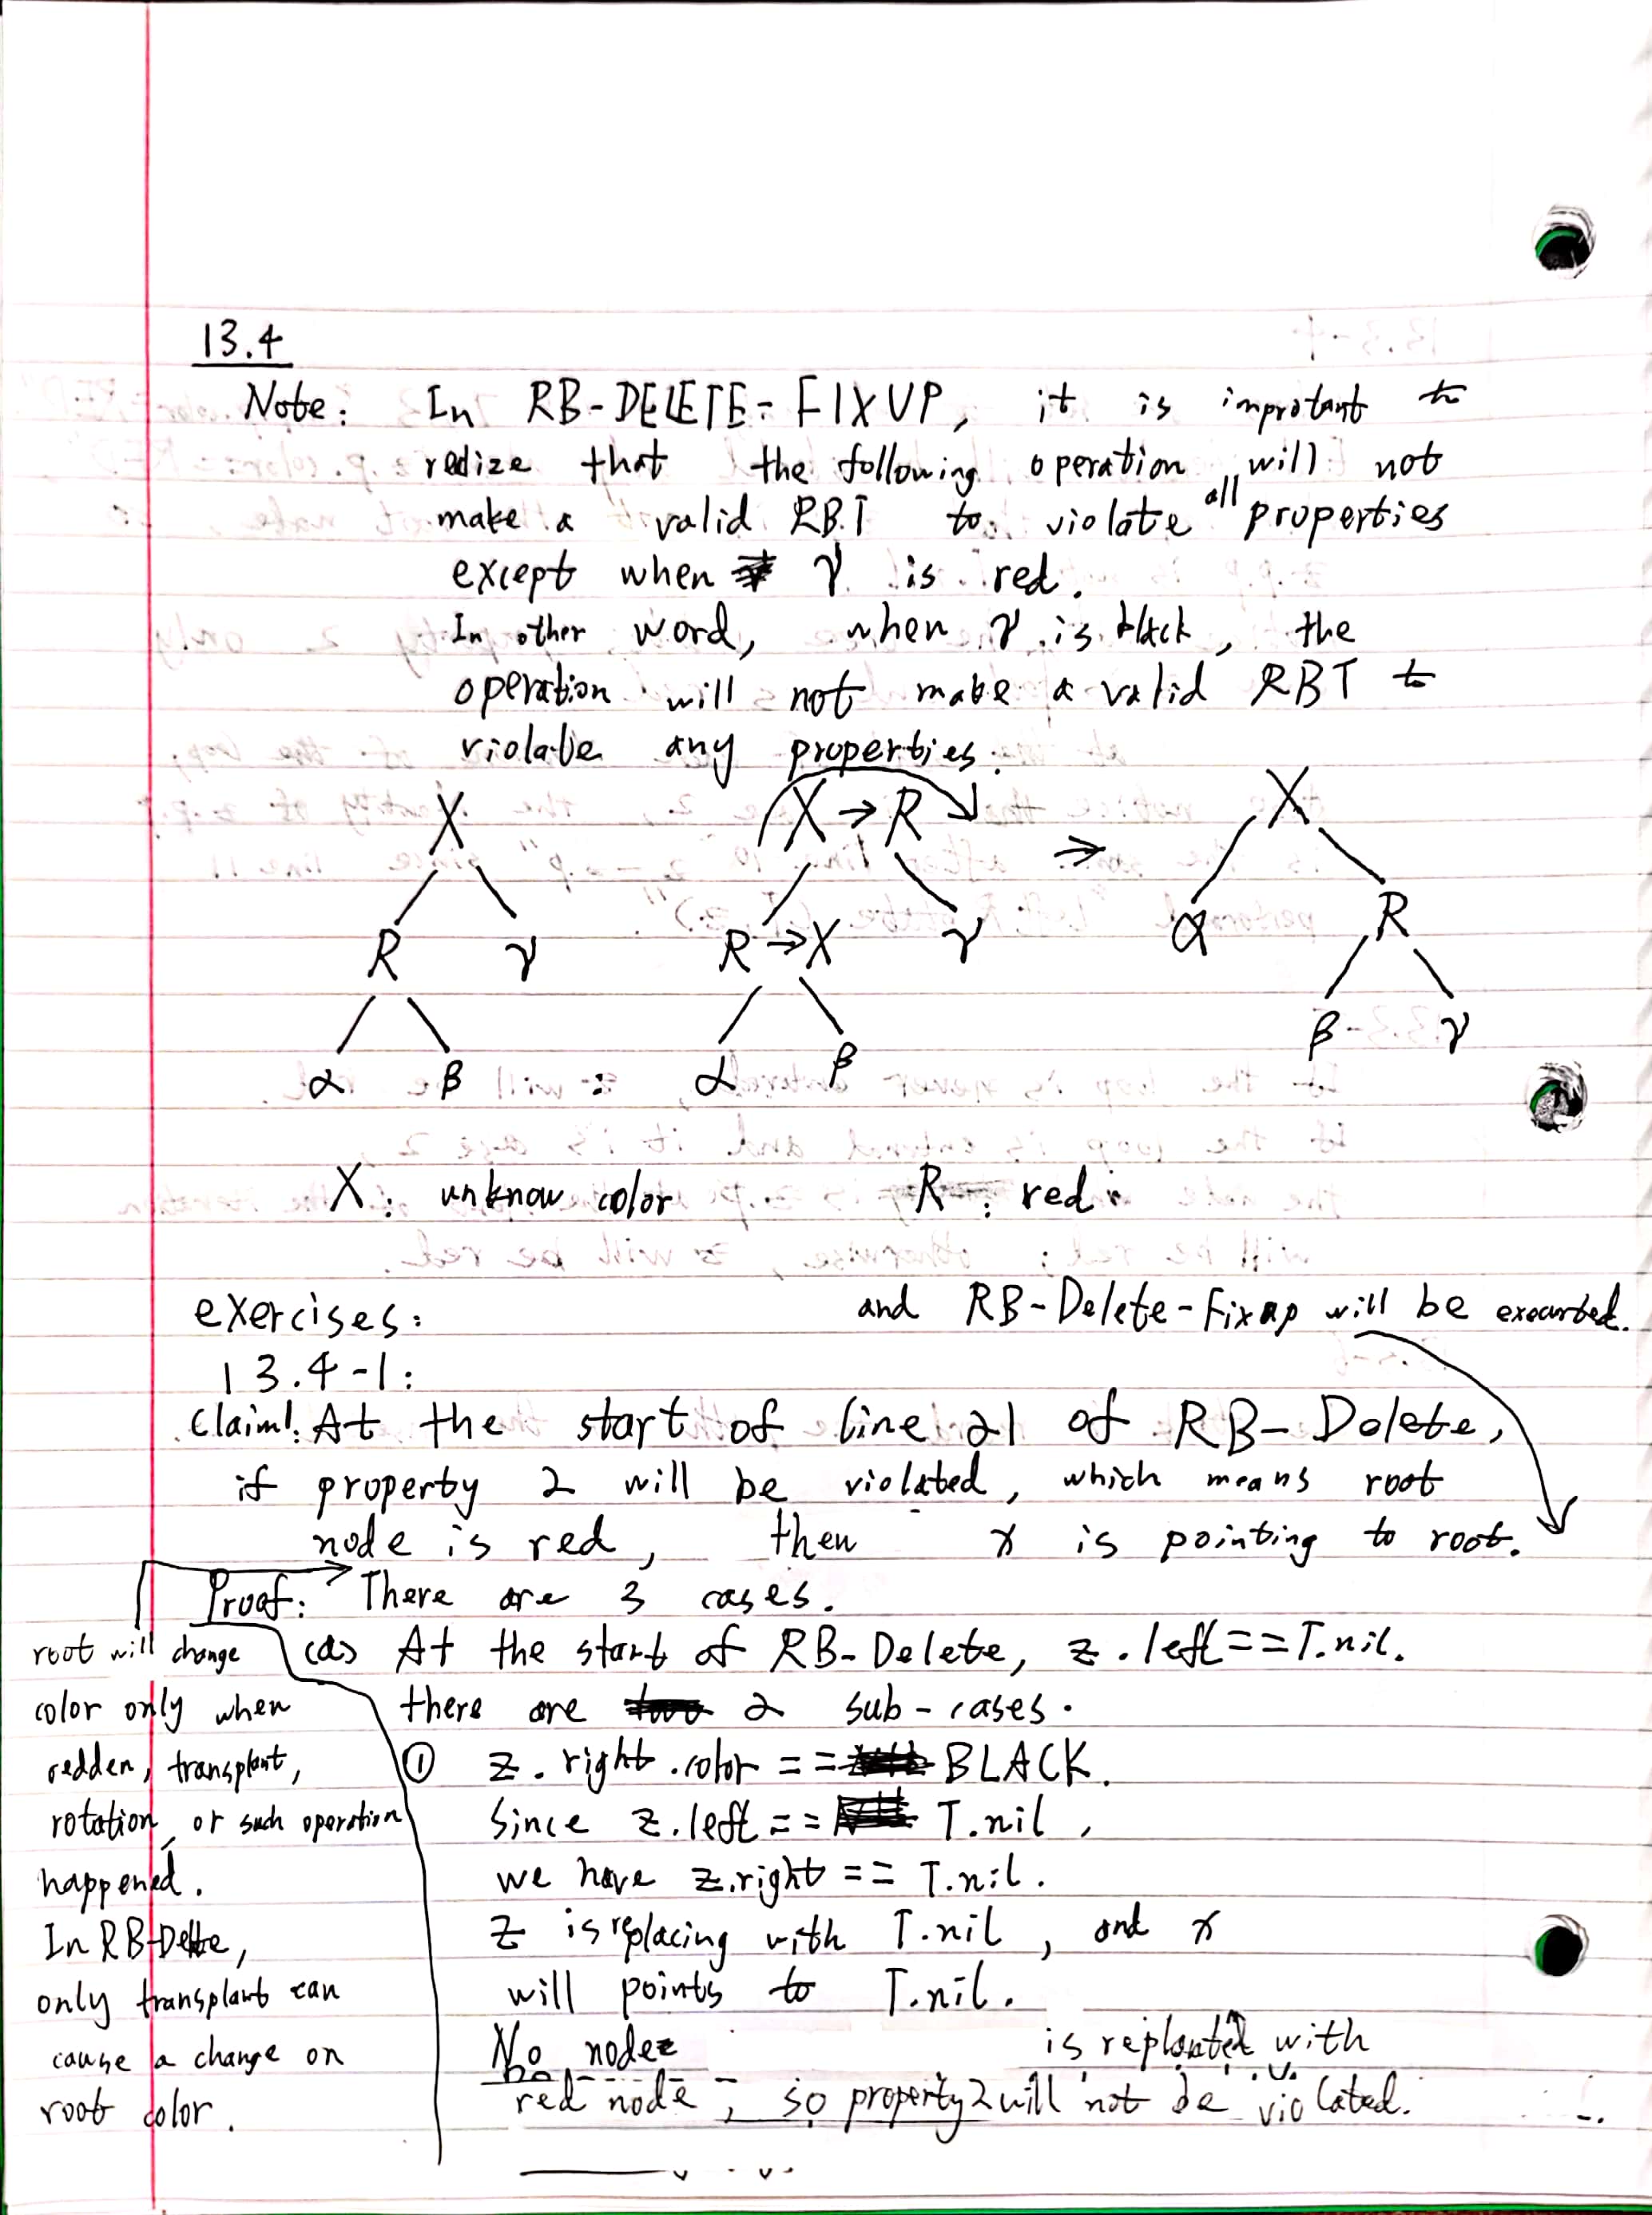 13.4
Note: In RB-DELETE-FIXUP, it is improtant to
redize that the following operation will not
make a valid RBT to violate all properties
except when γ is red.
In other word, when γ is black, the
operation will not make a valid RBT to
violate any properties.
X X → R ⇒ X
R γ R → X γ α R
α β α β β γ
X: unknow color R: red
exercises: and RB-Delete-Fixup will be execurted.
13.4-1:
Claim1: At the start of line 21 of RB-Delete,
if property 2 will be violated, which means root
node is red, then x is pointing to root.
Proof: There are 3 cases.
(a) At the start of RB-Delete, z.left==T.nil.
there are 2 sub-cases.
① z.right.color == BLACK.
Since z.left == T.nil,
we have z.right == T.nil.
z is replacing with T.nil, and x
will points to T.nil.
No node is replanted with
red node, so property 2 will not be violated.
root will change
color only when
redden, transplant,
rotation, or such operation
happened.
In RB-Delete,
only transplant can
cause a change on
root color.